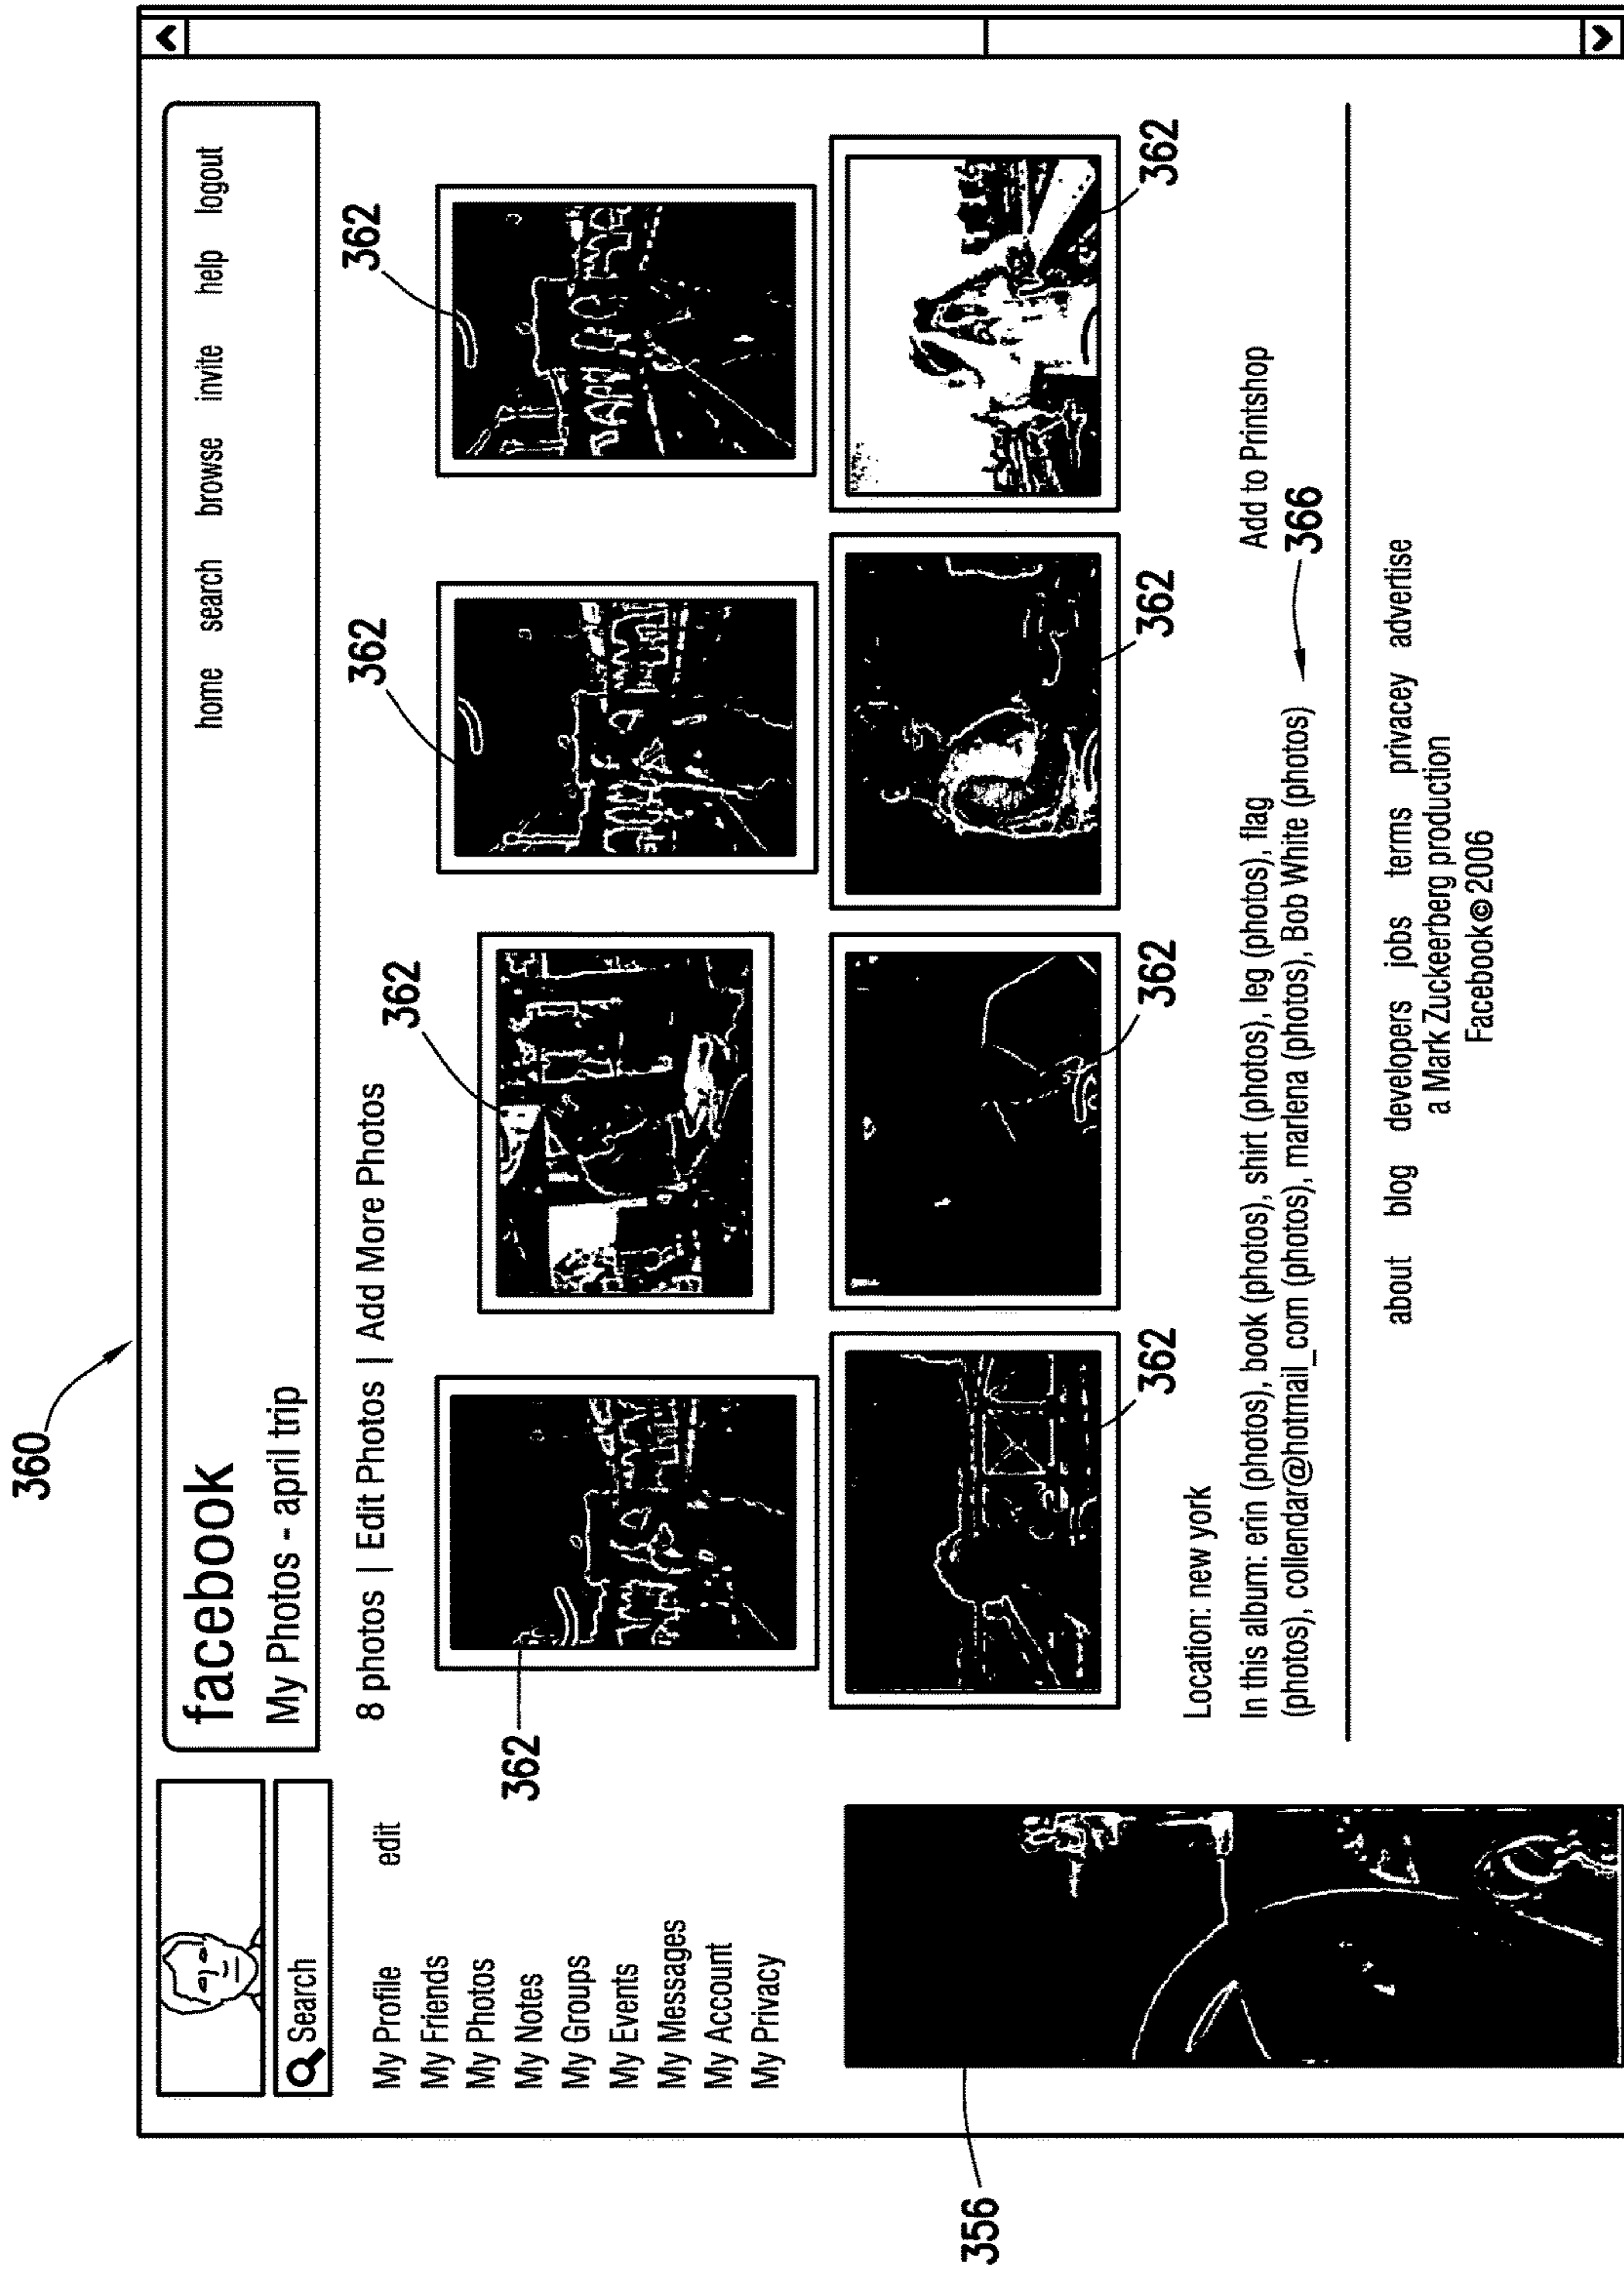 360
facebook
home search browse invite help logout
My Photos - april trip
Search
8 photos | Edit Photos | Add More Photos
My Profile edit
My Friends
My Photos
My Notes
My Groups
My Events
My Messages
My Account
My Privacy
362
362
362
362
362
362
362
362
356
Location: new york
Add to Printshop
In this album: erin (photos), book (photos), shirt (photos), leg (photos), flag
(photos), collendar@hotmail_com (photos), marlena (photos), Bob White (photos)
366
about blog developers jobs terms privacey advertise
a Mark Zuckeerberg production
Facebook© 2006